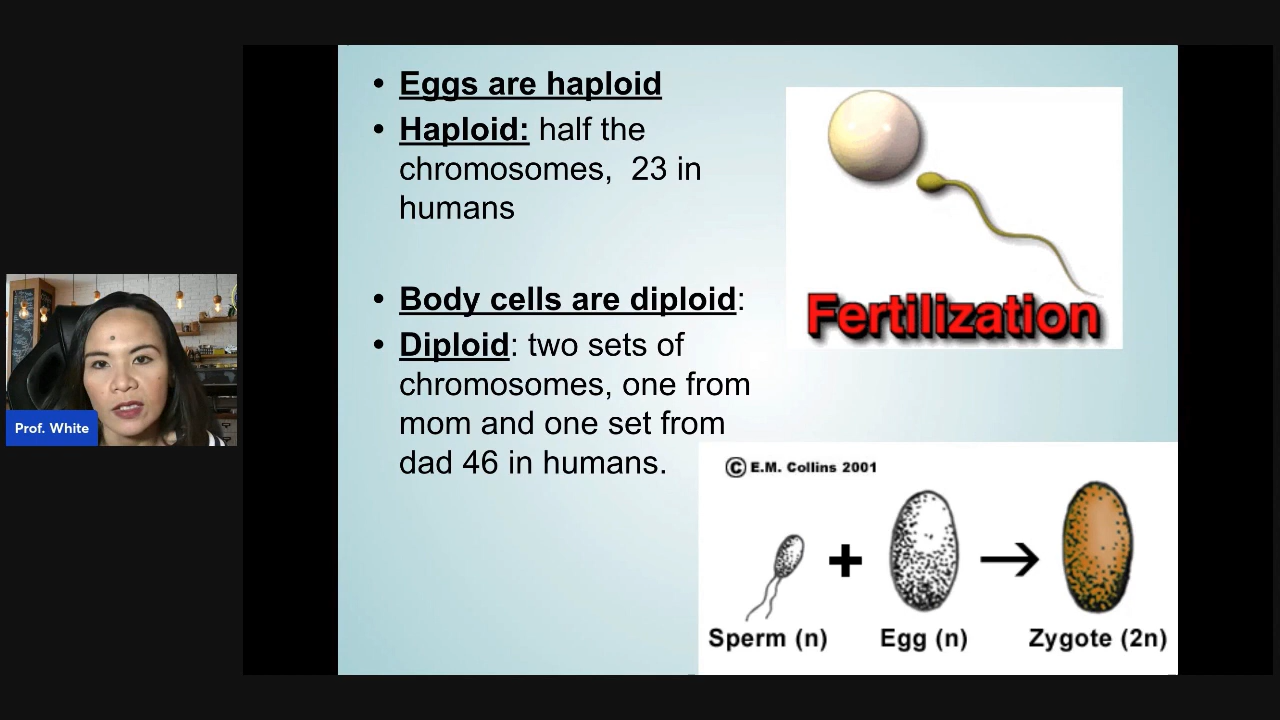 • Eggs are haploid
• Haploid: half the
chromosomes, 23 in
humans
• Body cells are diploid:
• Diploid: two sets of
chromosomes, one from
mom and one set from
dad 46 in humans.
Fertilization
© E.M. Collins 2001
+ →
Sperm (n) Egg (n) Zygote (2n)
Prof. White